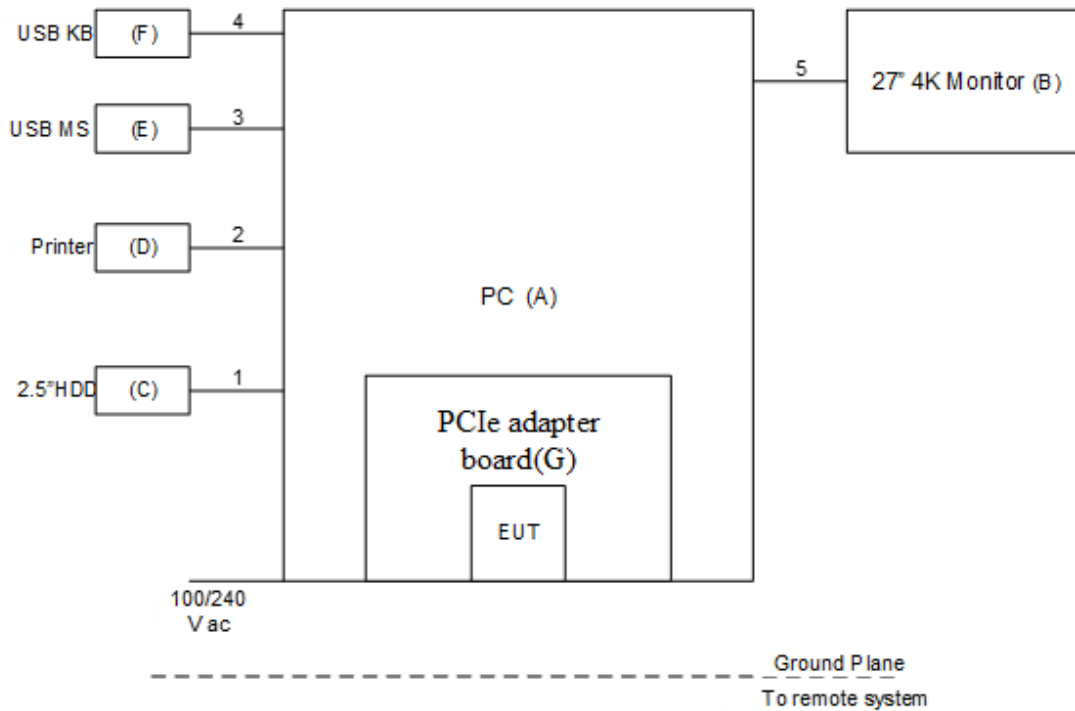 USB KB
(F)
4
5
27" 4K Monitor (B)
USB MS
(E)
3
Printer
(D)
2
PC (A)
2.5"HDD
(C)
1
PCIe adapter
board(G)
EUT
100/240
Vac
Ground Plane
To remote system